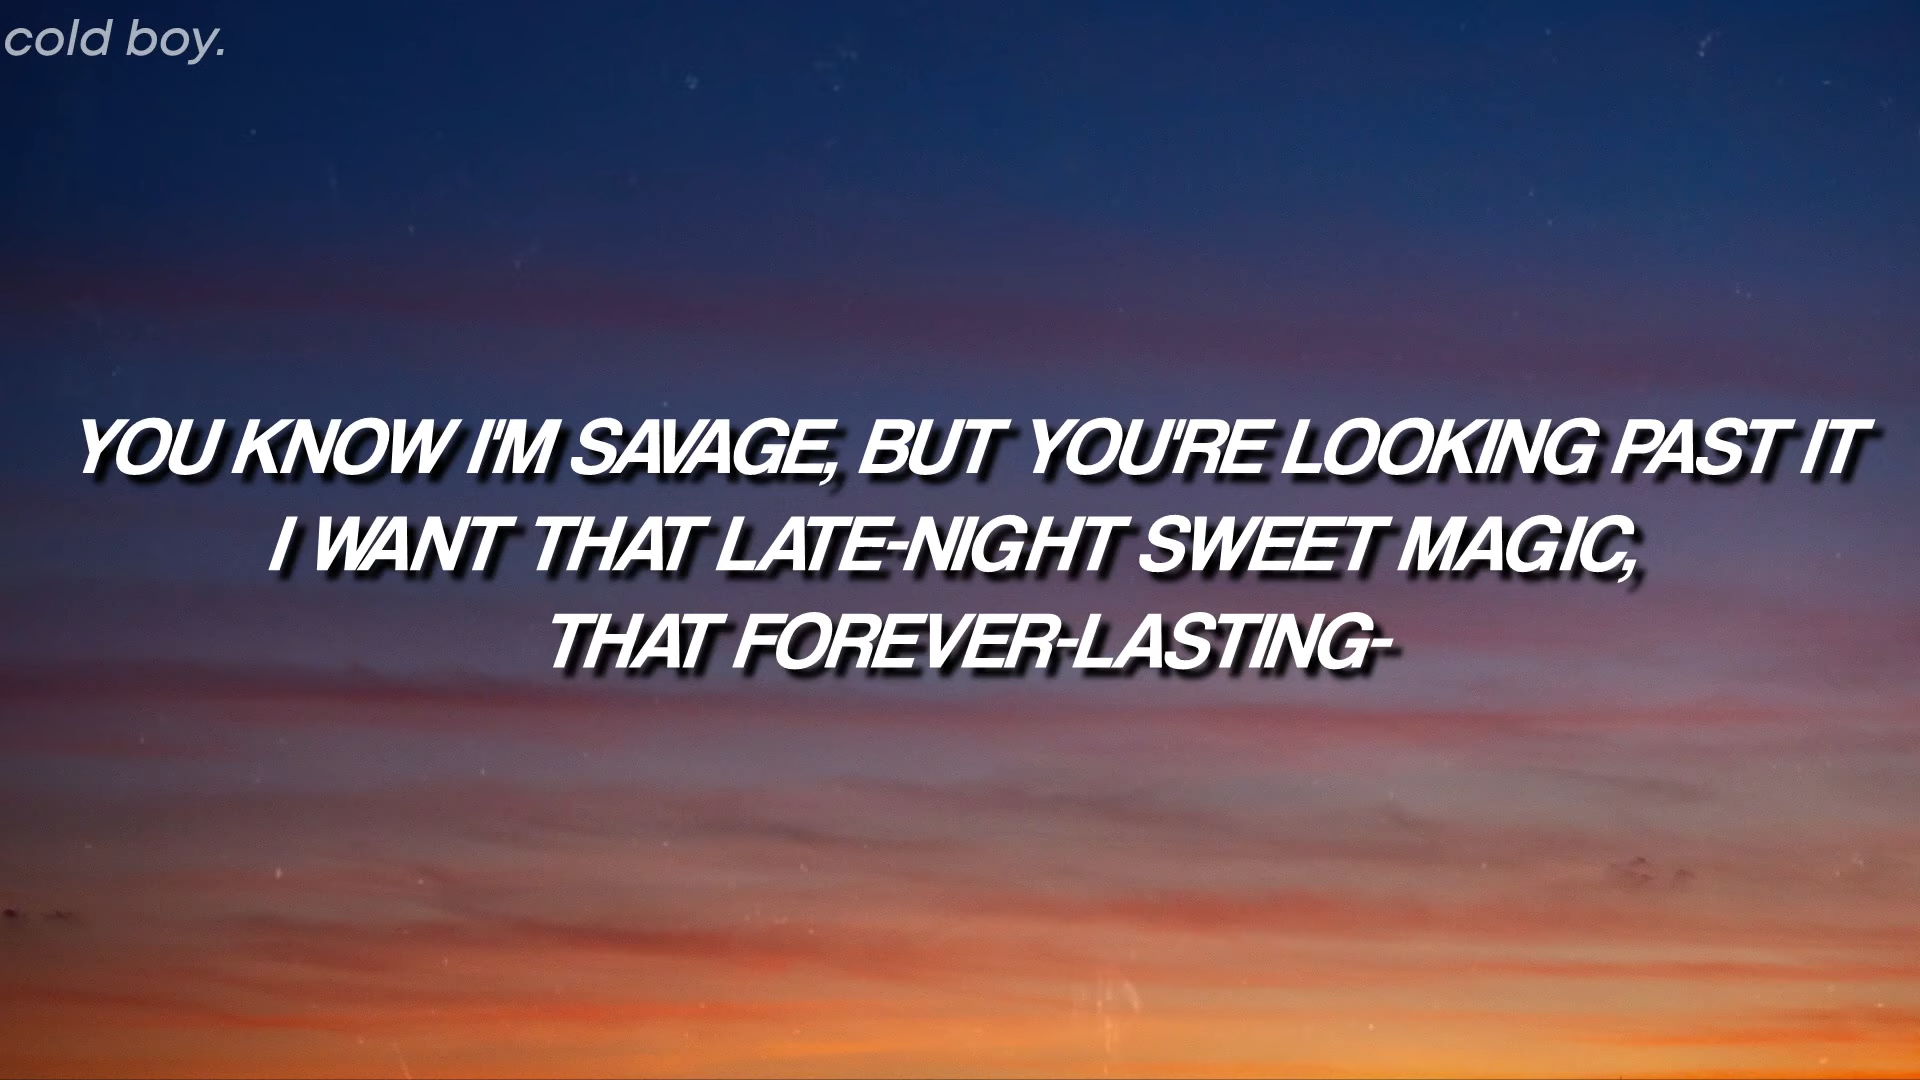 cold boy.
YOU KNOW I'M SAVAGE, BUT YOU'RE LOOKING PAST IT
I WANT THAT LATE-NIGHT SWEET MAGIC,
THAT FOREVER-LASTING-